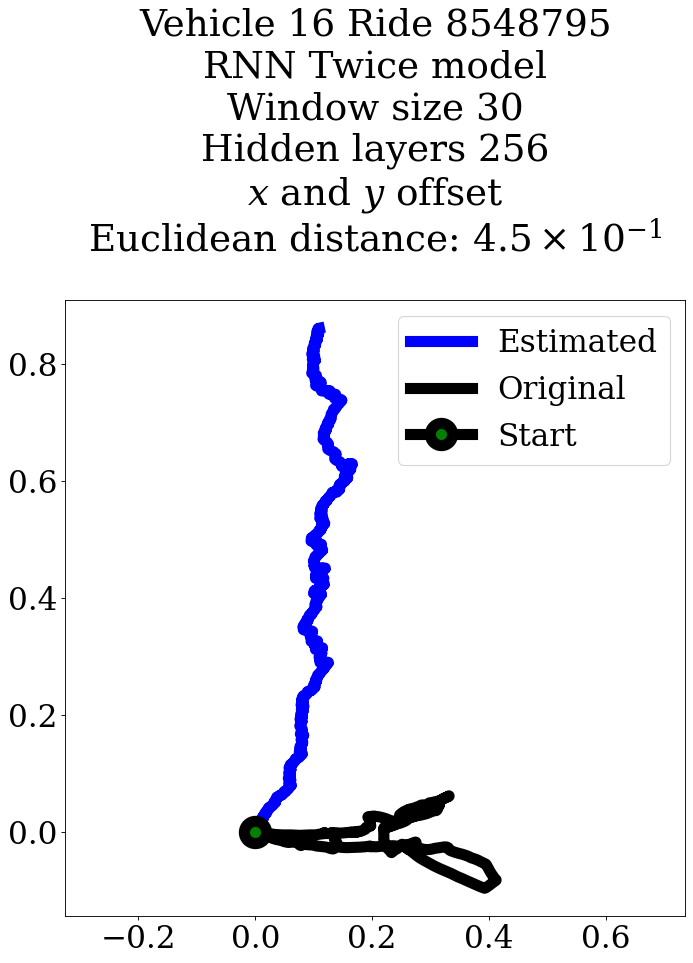 Vehicle 16 Ride 8548795
RNN Twice model
Window size 30
Hidden layers 256
x and y offset
Euclidean distance: 4.5 × 10⁻¹
Estimated
Original
Start
0.8
0.6
0.4
0.2
0.0
−0.2 0.0 0.2 0.4 0.6